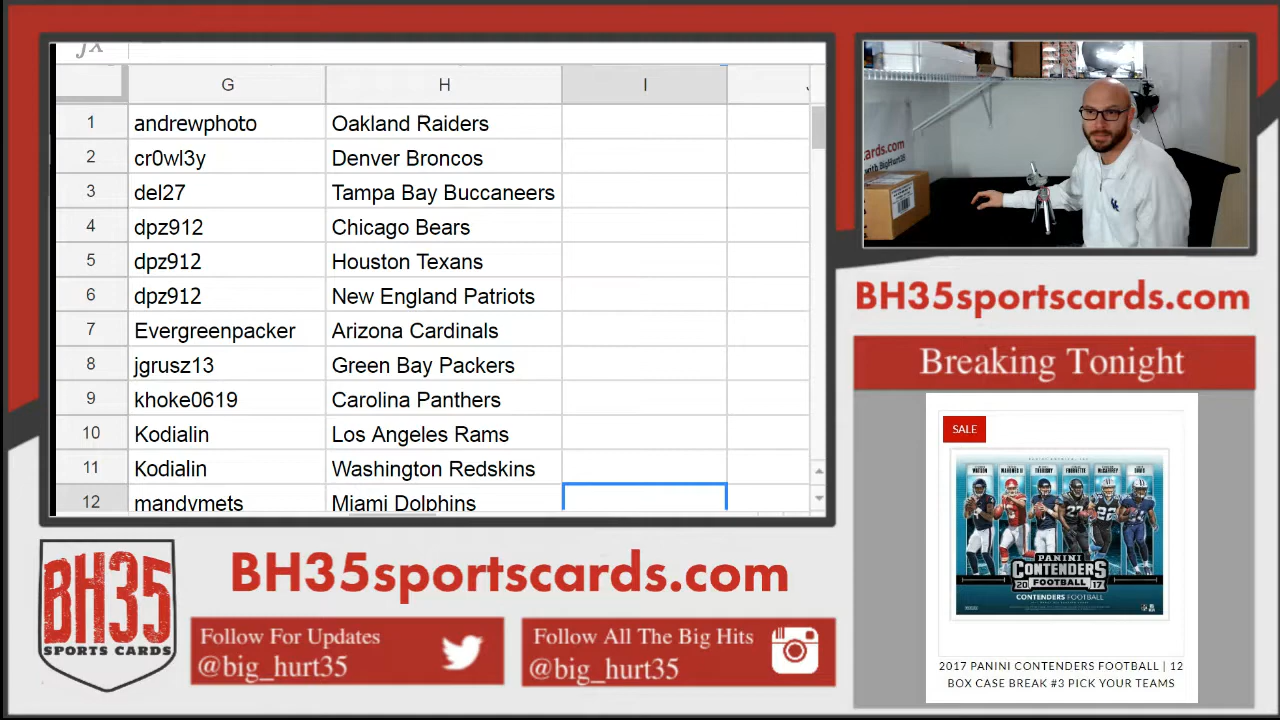 G H I
1 andrewphoto Oakland Raiders
2 cr0wl3y Denver Broncos
3 del27 Tampa Bay Buccaneers
4 dpz912 Chicago Bears
5 dpz912 Houston Texans
6 dpz912 New England Patriots
7 Evergreenpacker Arizona Cardinals
8 jgrusz13 Green Bay Packers
9 khoke0619 Carolina Panthers
10 Kodialin Los Angeles Rams
11 Kodialin Washington Redskins
12 mandymets Miami Dolphins
BH35sportscards.com
Breaking Tonight
SALE
PANINI
CONTENDERS
20 FOOTBALL 17
CONTENDERS FOOTBALL
2017 PANINI CONTENDERS FOOTBALL | 12
BOX CASE BREAK #3 PICK YOUR TEAMS
BH35
SPORTS CARDS
BH35sportscards.com
Follow For Updates
@big_hurt35
Follow All The Big Hits
@big_hurt35